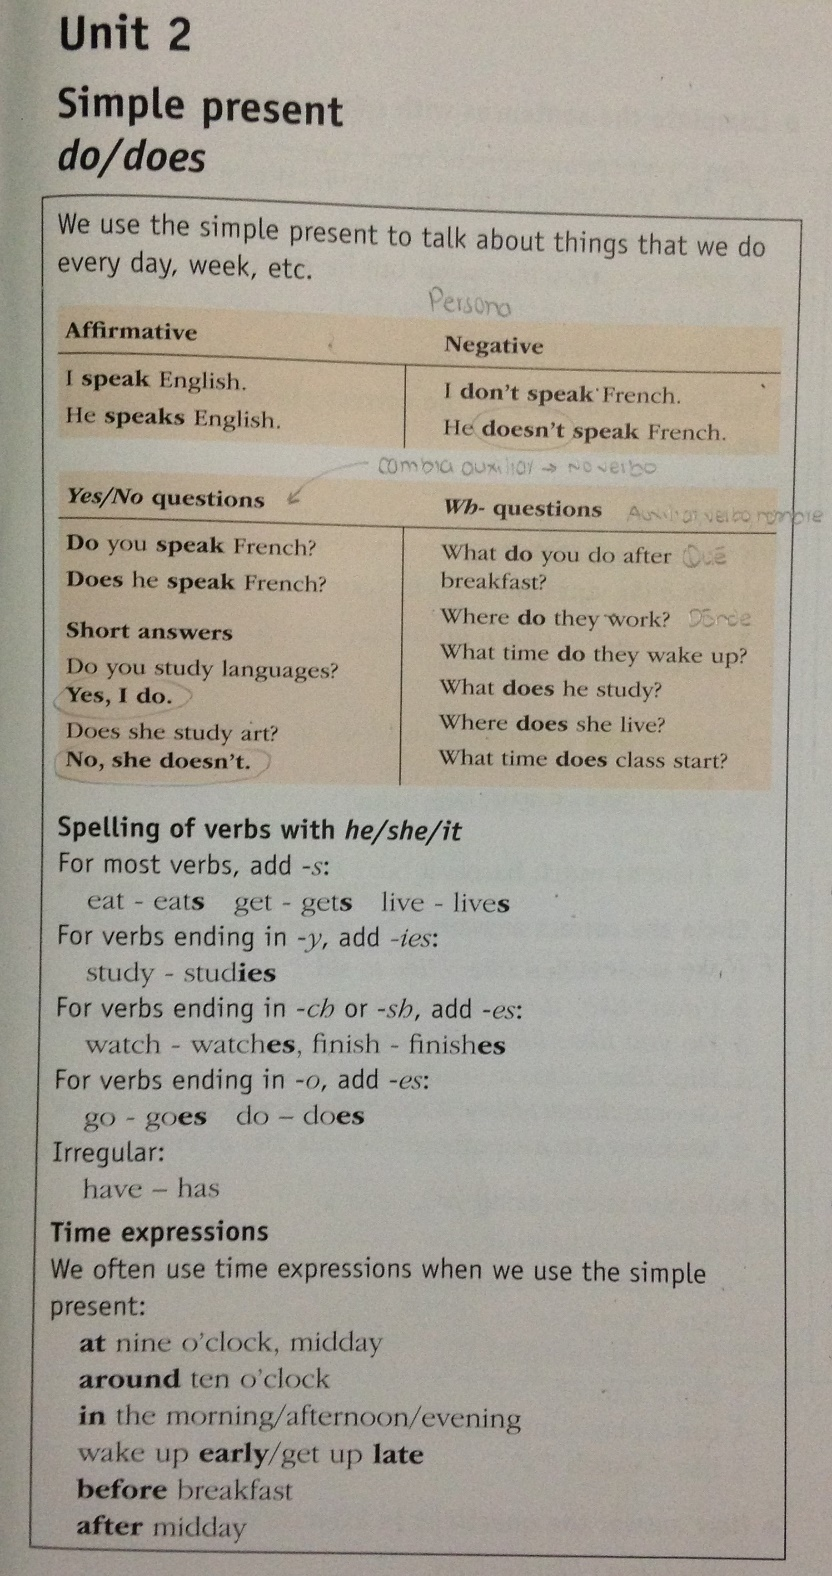 Unit 2
Simple present
do/does
We use the simple present to talk about things that we do
every day, week, etc.
Persona
Affirmative
I speak English.
He speaks English.
Negative
I don't speak French.
He doesn't speak French.
cambia auxiliar → no verbo
Yes/No questions
Do you speak French?
Does he speak French?
Short answers
Do you study languages?
Yes, I do.
Does she study art?
No, she doesn't.
Wh- questions
What do you do after Qué
breakfast?
Where do they work? Dónde
What time do they wake up?
What does he study?
Where does she live?
What time does class start?
Spelling of verbs with he/she/it
For most verbs, add -s:
eat - eats get - gets live - lives
For verbs ending in -y, add -ies:
study - studies
For verbs ending in -ch or -sh, add -es:
watch - watches, finish - finishes
For verbs ending in -o, add -es:
go - goes do – does
Irregular:
have – has
Time expressions
We often use time expressions when we use the simple
present:
at nine o'clock, midday
around ten o'clock
in the morning/afternoon/evening
wake up early/get up late
before breakfast
after midday